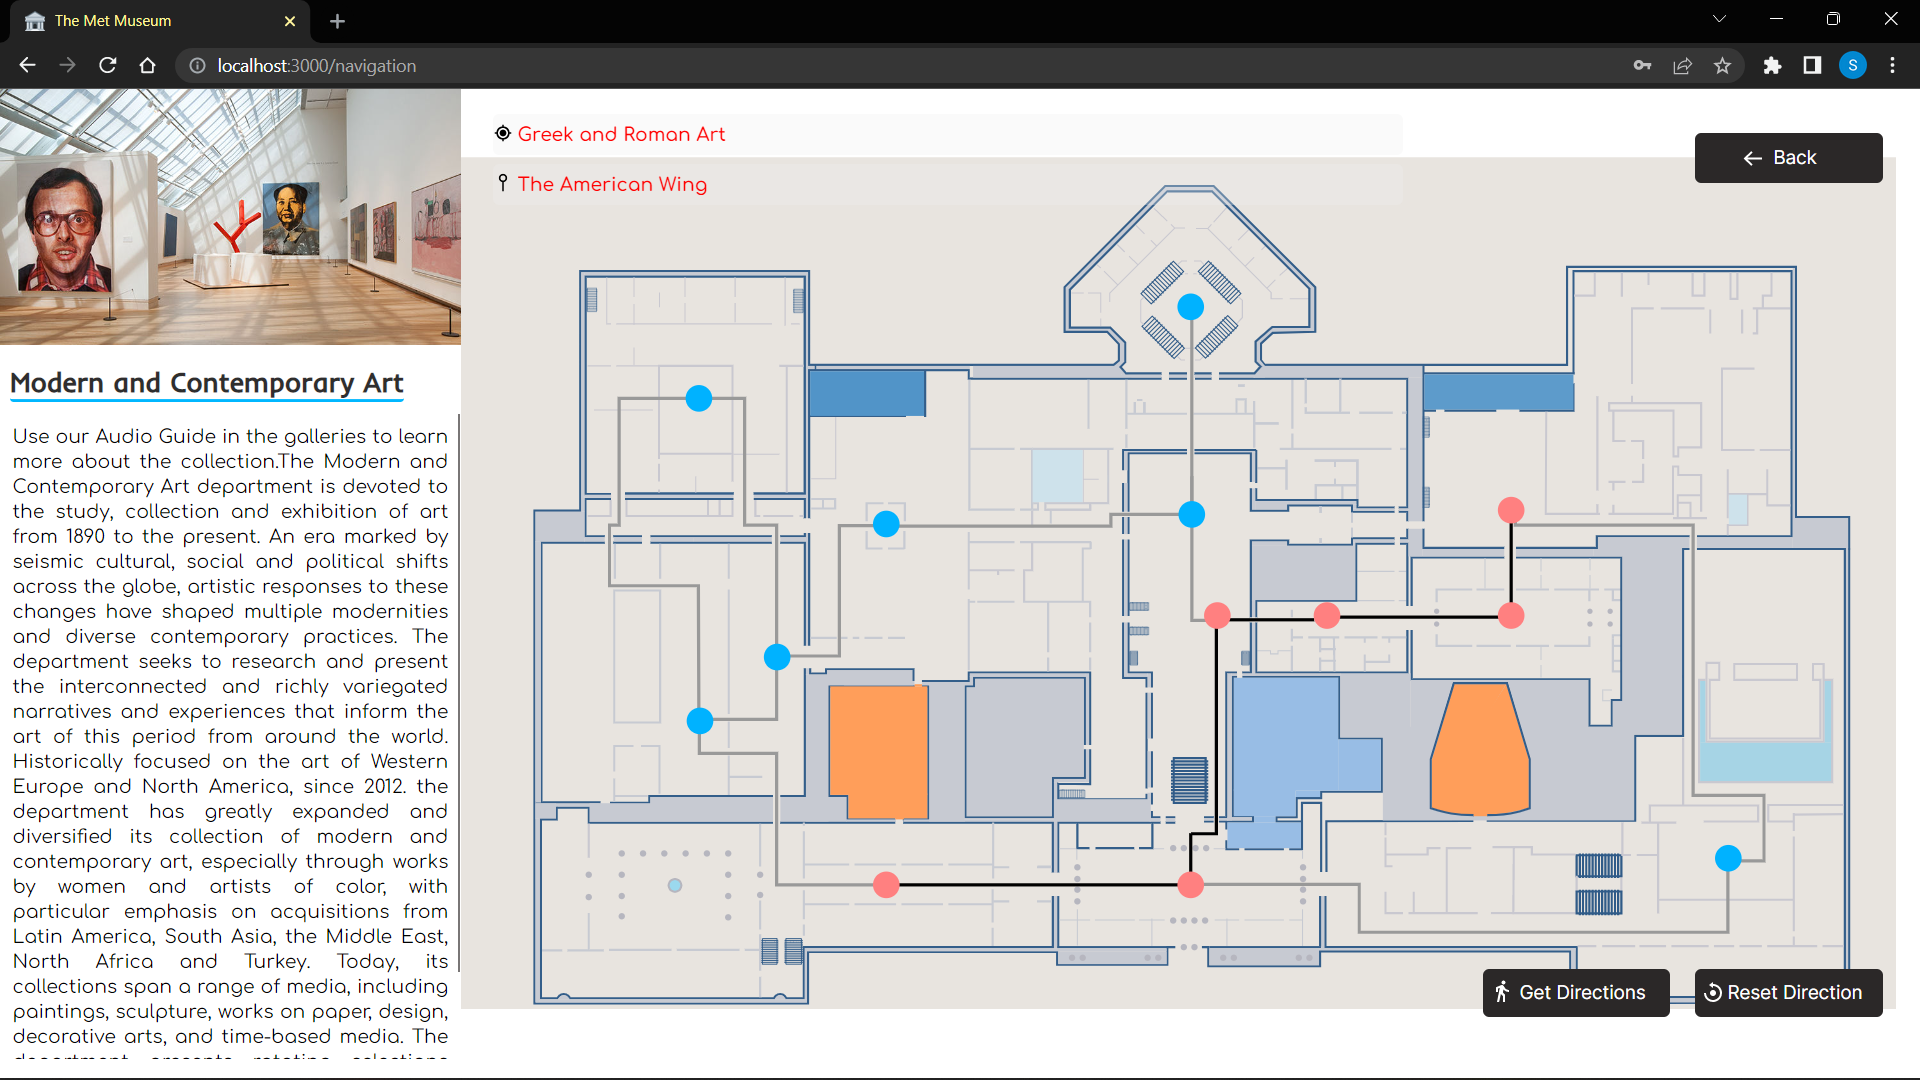 The Met Museum
localhost:3000/navigation
S
Greek and Roman Art
The American Wing
Back
Modern and Contemporary Art
Use our Audio Guide in the galleries to learn
more about the collection.The Modern and
Contemporary Art department is devoted to
the study, collection and exhibition of art
from 1890 to the present. An era marked by
seismic cultural, social and political shifts
across the globe, artistic responses to these
changes have shaped multiple modernities
and diverse contemporary practices. The
department seeks to research and present
the interconnected and richly variegated
narratives and experiences that inform the
art of this period from around the world.
Historically focused on the art of Western
Europe and North America, since 2012. the
department has greatly expanded and
diversified its collection of modern and
contemporary art, especially through works
by women and artists of color, with
particular emphasis on acquisitions from
Latin America, South Asia, the Middle East,
North Africa and Turkey. Today, its
collections span a range of media, including
paintings, sculpture, works on paper, design,
decorative arts, and time-based media. The
department presents rotating selections
Get Directions
Reset Direction